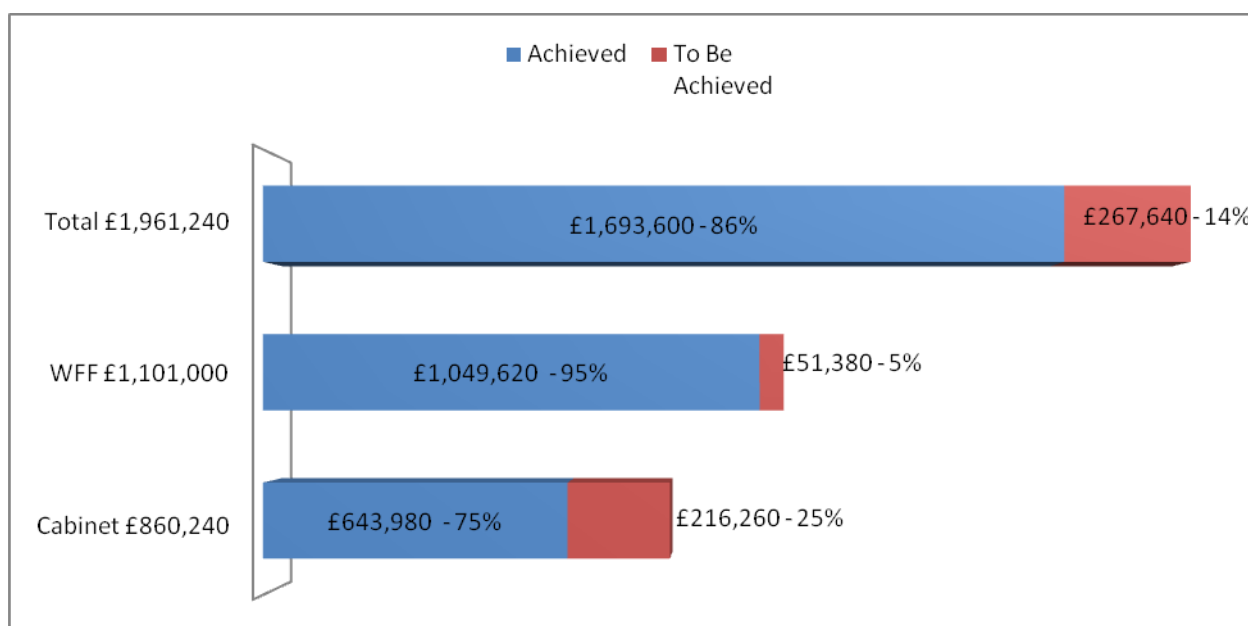 Achieved
To Be
Achieved
Total £1,961,240
£1,693,600 - 86%
£267,640 - 14%
WFF £1,101,000
£1,049,620 - 95%
£51,380 - 5%
Cabinet £860,240
£643,980 - 75%
£216,260 - 25%